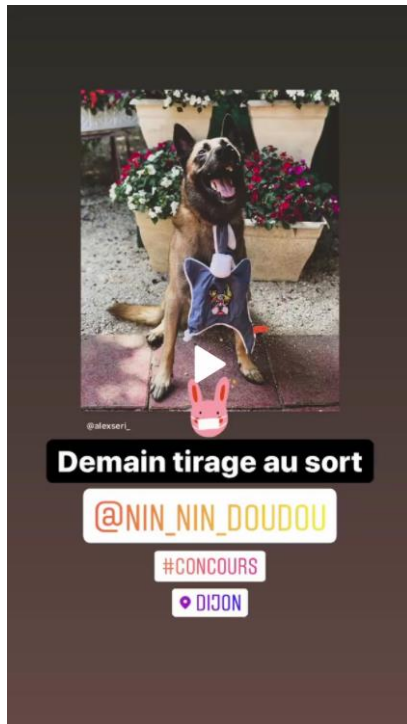 @alexseri_
Demain tirage au sort
@NIN_NIN_DOUDOU
#CONCOURS
DIJON